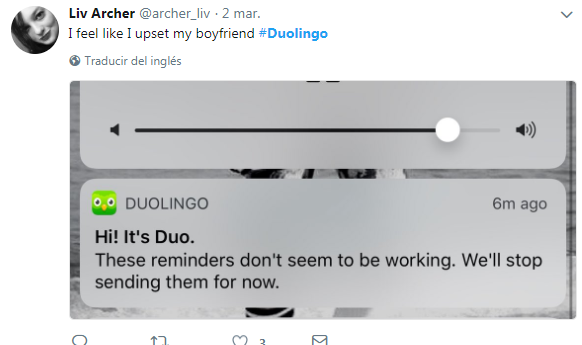 Liv Archer @archer_liv · 2 mar.
I feel like I upset my boyfriend #Duolingo
Traducir del inglés
DUOLINGO 6m ago
Hi! It's Duo.
These reminders don't seem to be working. We'll stop
sending them for now.
3